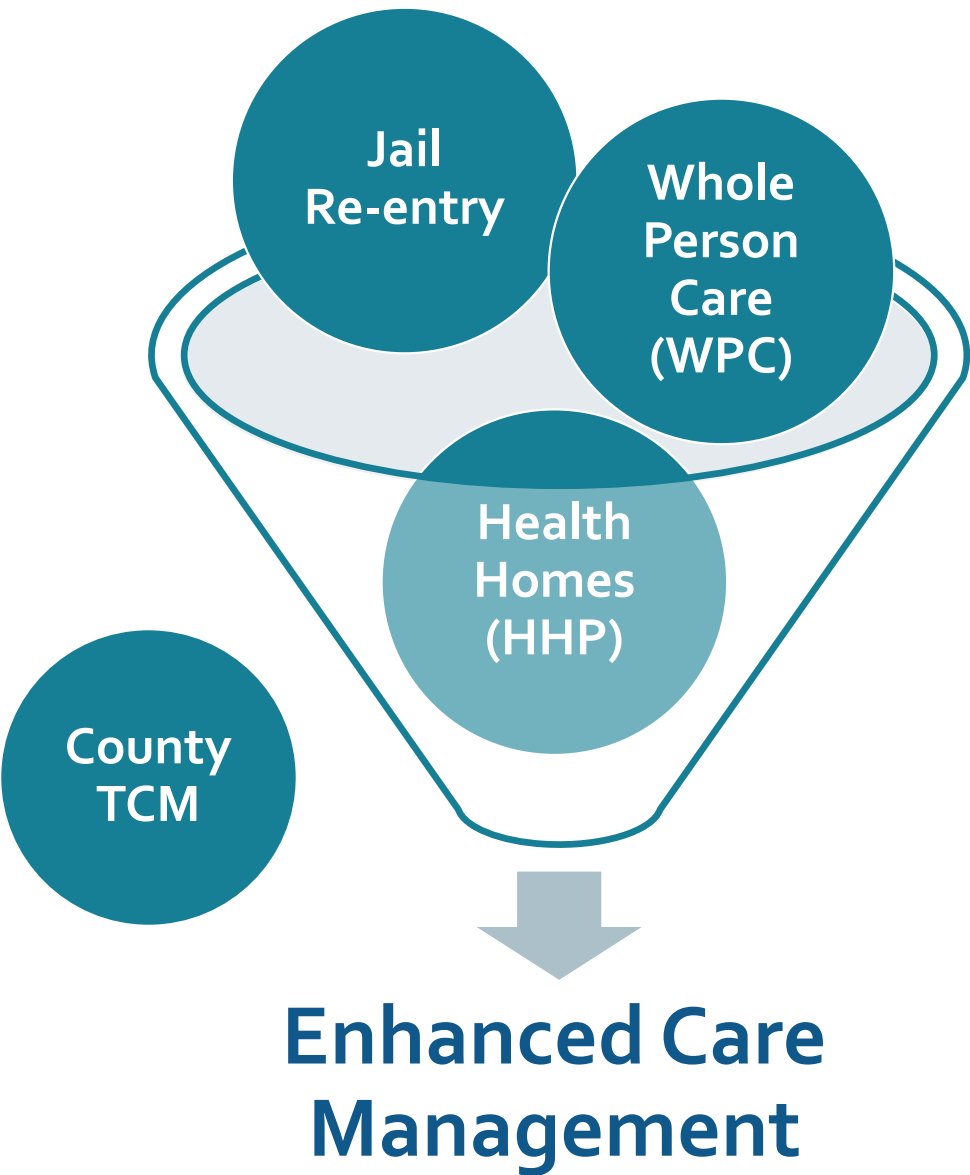 Jail
Re-entry
Whole
Person
Care
(WPC)
Health
Homes
(HHP)
County
TCM
Enhanced Care
Management